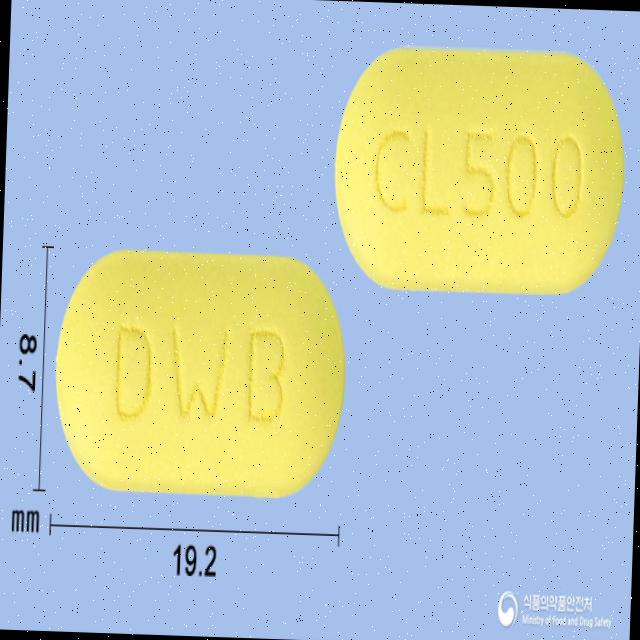 CL500
DWB
8.7
mm
19.2
식품의약품안전처
Ministry of Food and Drug Safety